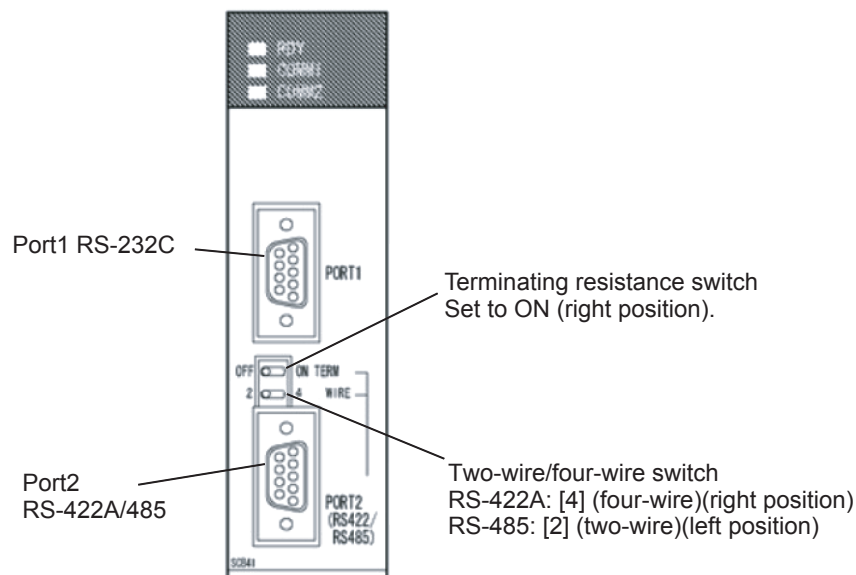 RDY
COMM1
COMM2
Port1 RS-232C
PORT1
Terminating resistance switch
Set to ON (right position).
OFF ON TERM
2 4 WIRE
Port2
RS-422A/485
Two-wire/four-wire switch
RS-422A: [4] (four-wire)(right position)
RS-485: [2] (two-wire)(left position)
PORT2
(RS422/
RS485)
SCB41